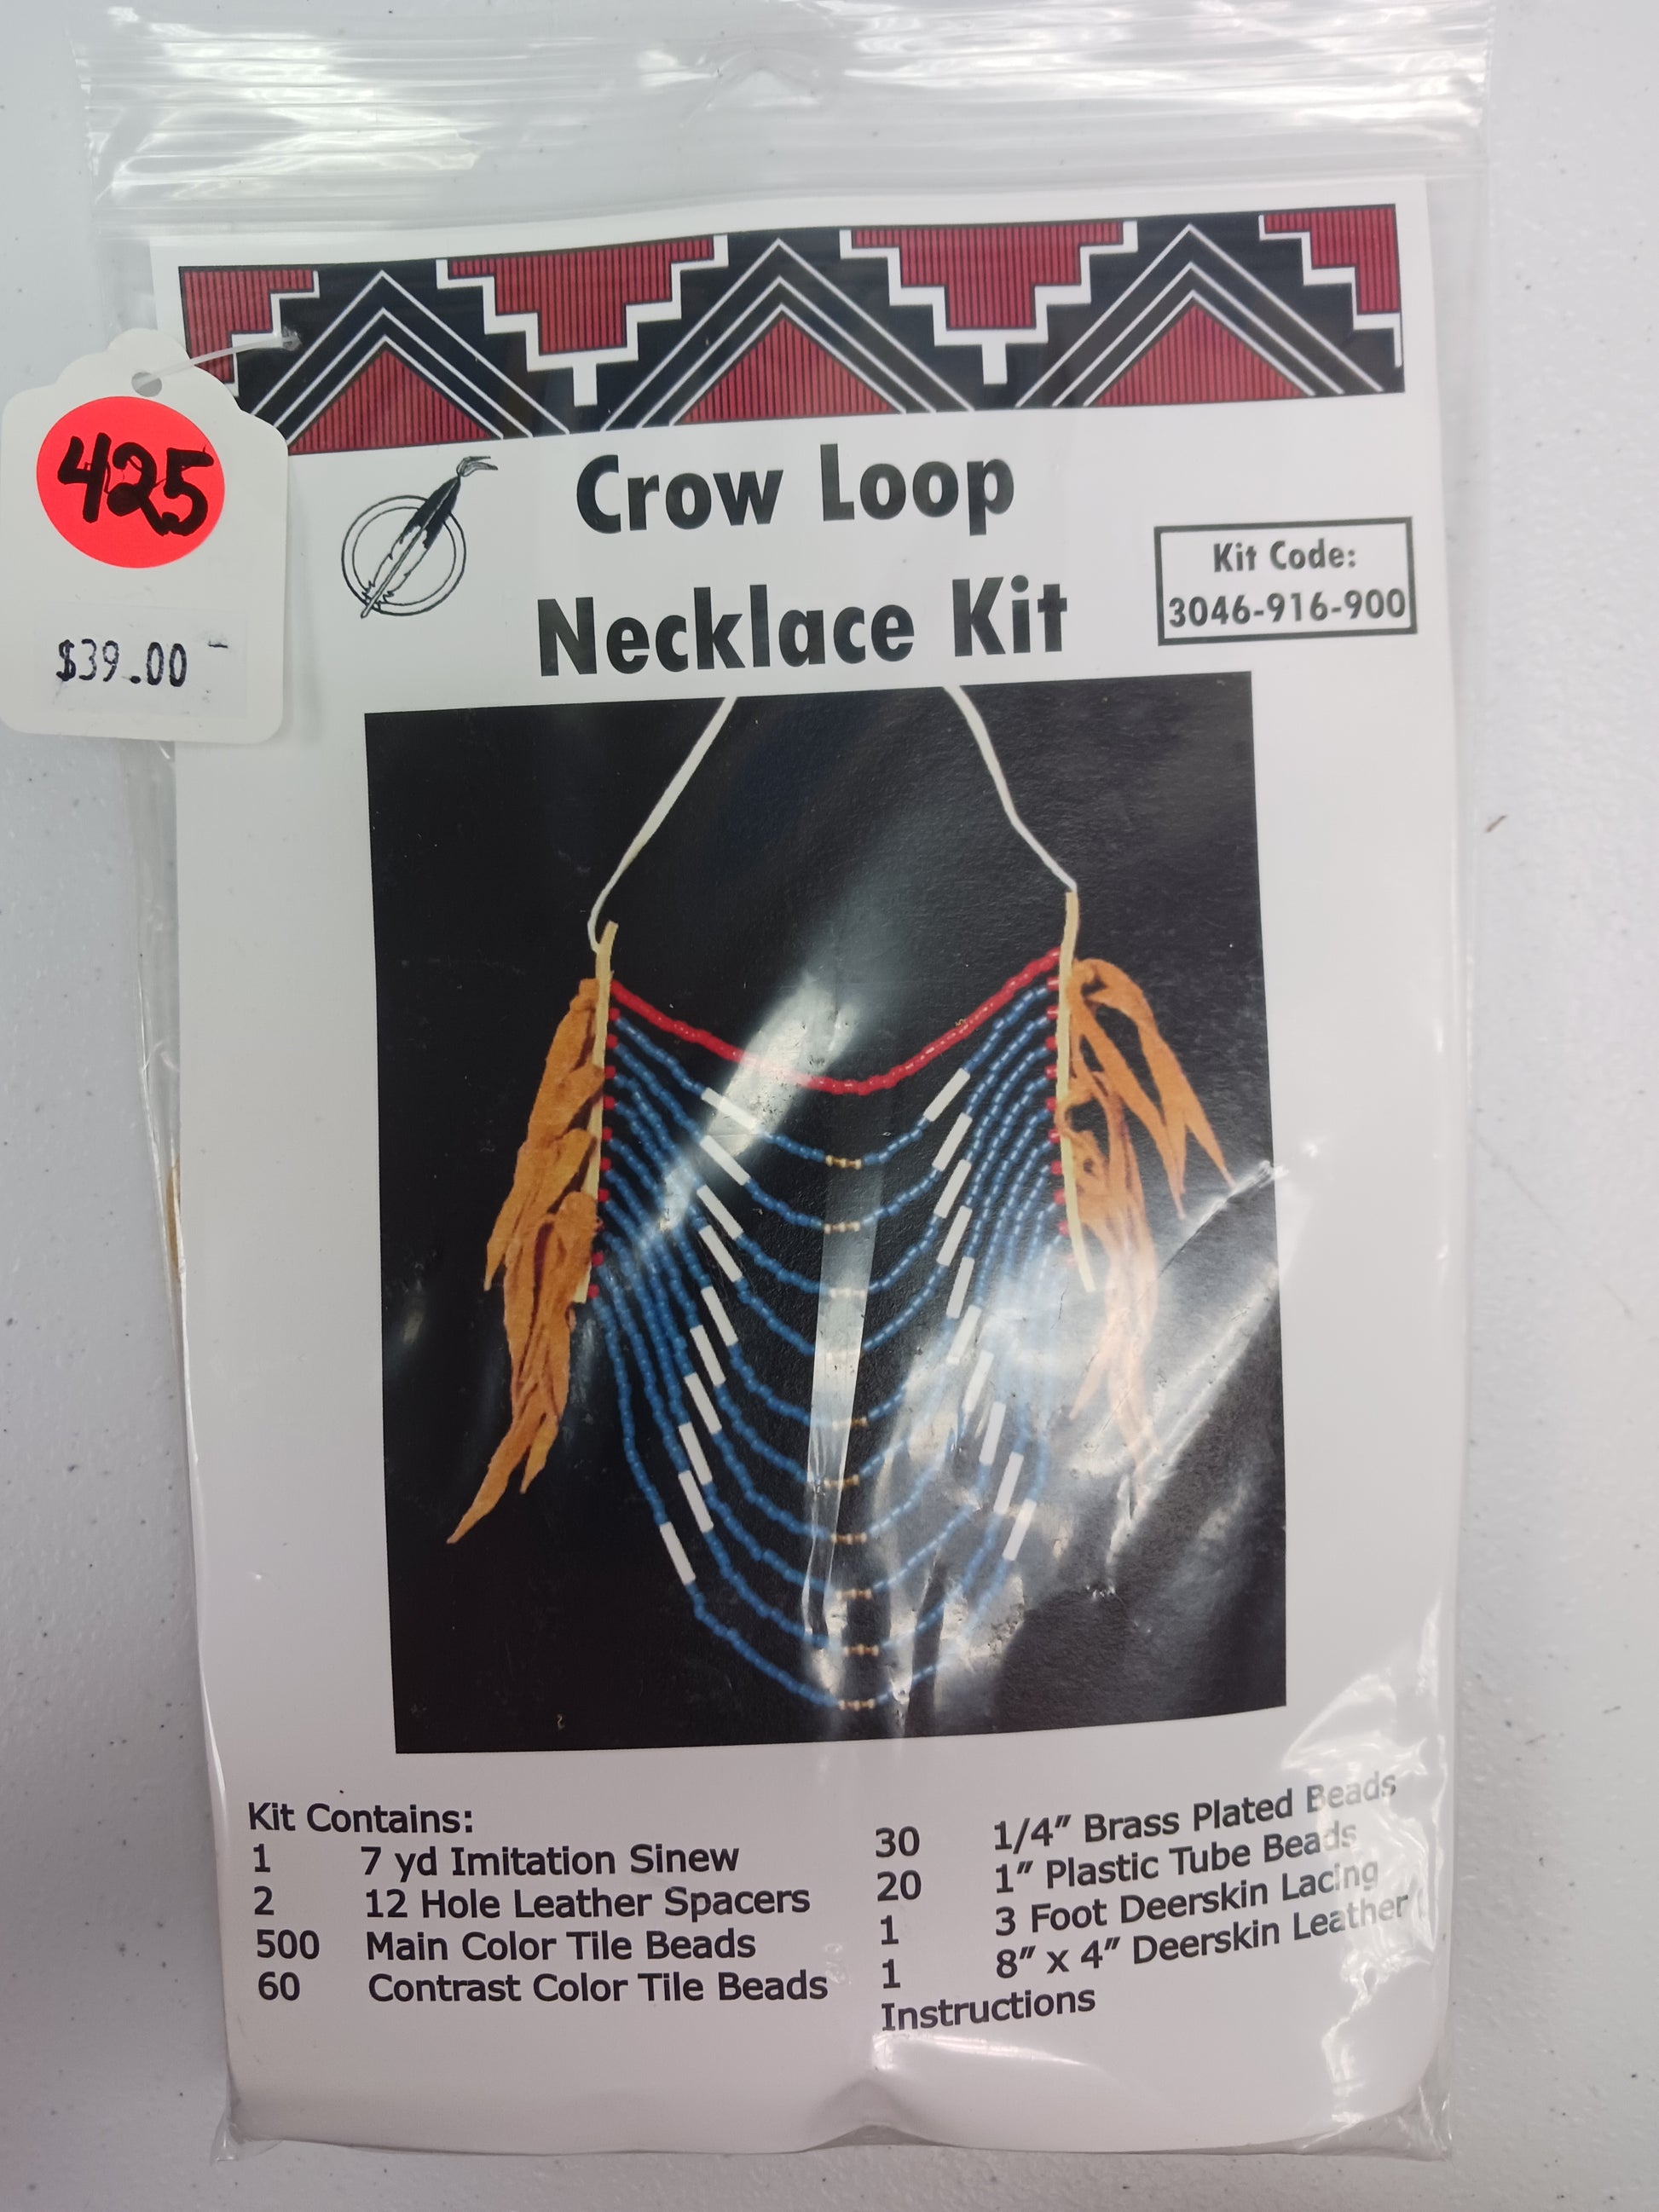 425
$39.00
Crow Loop
Necklace Kit
Kit Code:
3046-916-900
Kit Contains:
1 7 yd Imitation Sinew
2 12 Hole Leather Spacers
500 Main Color Tile Beads
60 Contrast Color Tile Beads
30 1/4" Brass Plated Beads
20 1" Plastic Tube Beads
1 3 Foot Deerskin Lacing
1 8" x 4" Deerskin Leather
Instructions